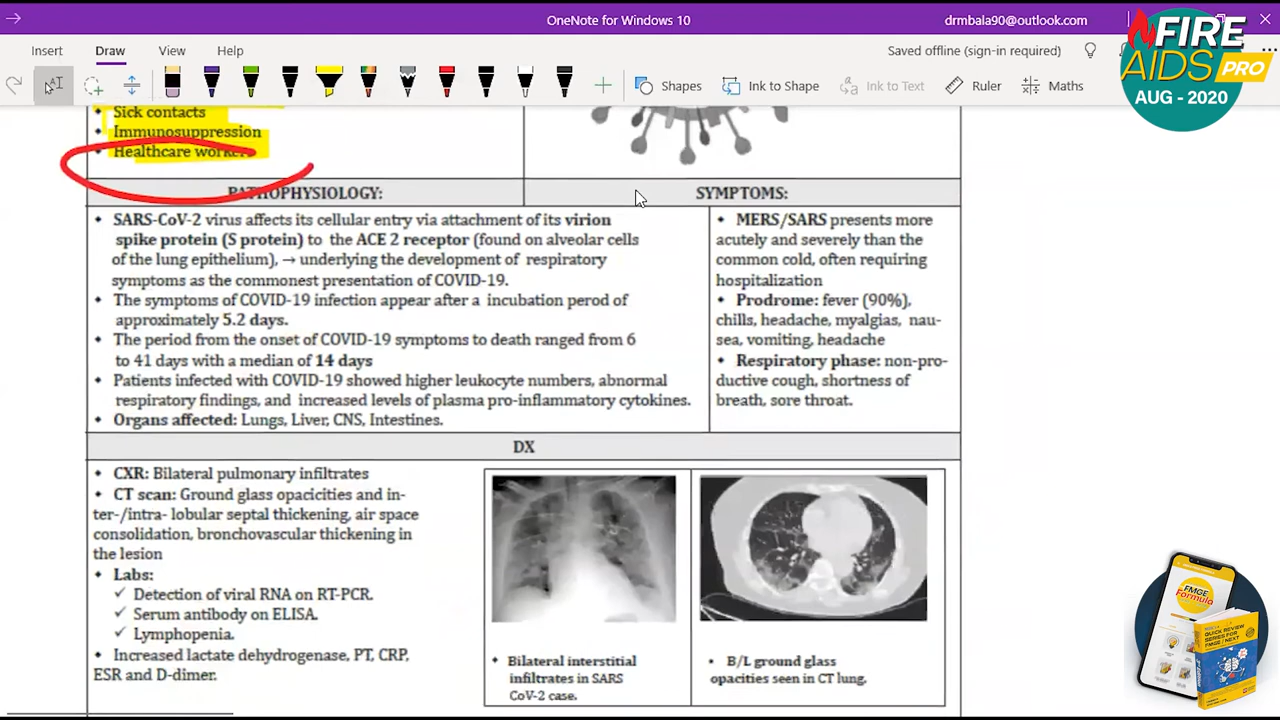 OneNote for Windows 10
drmbala90@outlook.com
Insert
Draw
View
Help
Saved offline (sign-in required)
Shapes
Ink to Shape
Ink to Text
Ruler
Maths
FIRE
AIDS PRO
AUG - 2020
Sick contacts
Immunosuppression
Healthcare workers
PATHOPHYSIOLOGY:
SYMPTOMS:
SARS-CoV-2 virus affects its cellular entry via attachment of its virion
spike protein (S protein) to the ACE 2 receptor (found on alveolar cells
of the lung epithelium), → underlying the development of respiratory
symptoms as the commonest presentation of COVID-19.
The symptoms of COVID-19 infection appear after a incubation perod of
approximately 5.2 days.
The period from the onset of COVID-19 symptoms to death ranged from 6
to 41 days with a median of 14 days
Patients infected with COVID-19 showed higher leukocyte numbers, abnormal
respiratory findings, and increased levels of plasma pro-inflammatory cytokines.
Organs affected: Lungs, Liver, CNS, Intestines.
MERS/SARS presents more
acutely and severely than the
common cold, often requiring
hospitalization
Prodrome: fever (90%),
chills, headache, myalgias, nau-
sea, vomiting, headache
Respiratory phase: non-pro-
ductive cough, shortness of
breath, sore throat.
DX
CXR: Bilateral pulmonary infiltrates
CT scan: Ground glass opacicities and in-
ter-/intra- lobular septal thickening, air space
consolidation, bronchovascular thickening in
the lesion
Labs:
✓ Detection of viral RNA on RT-PCR.
✓ Serum antibody on ELISA.
✓ Lymphopenia.
Increased lactate dehydrogenase, PT, CRP,
ESR and D-dimer.
Bilateral interstitial
infiltrates in SARS
CoV-2 case.
B/L ground glass
opacities seen in CT lung.
FMGE
Formula
QUICK REVIEW
SERIES FOR
FMGE / NEXT